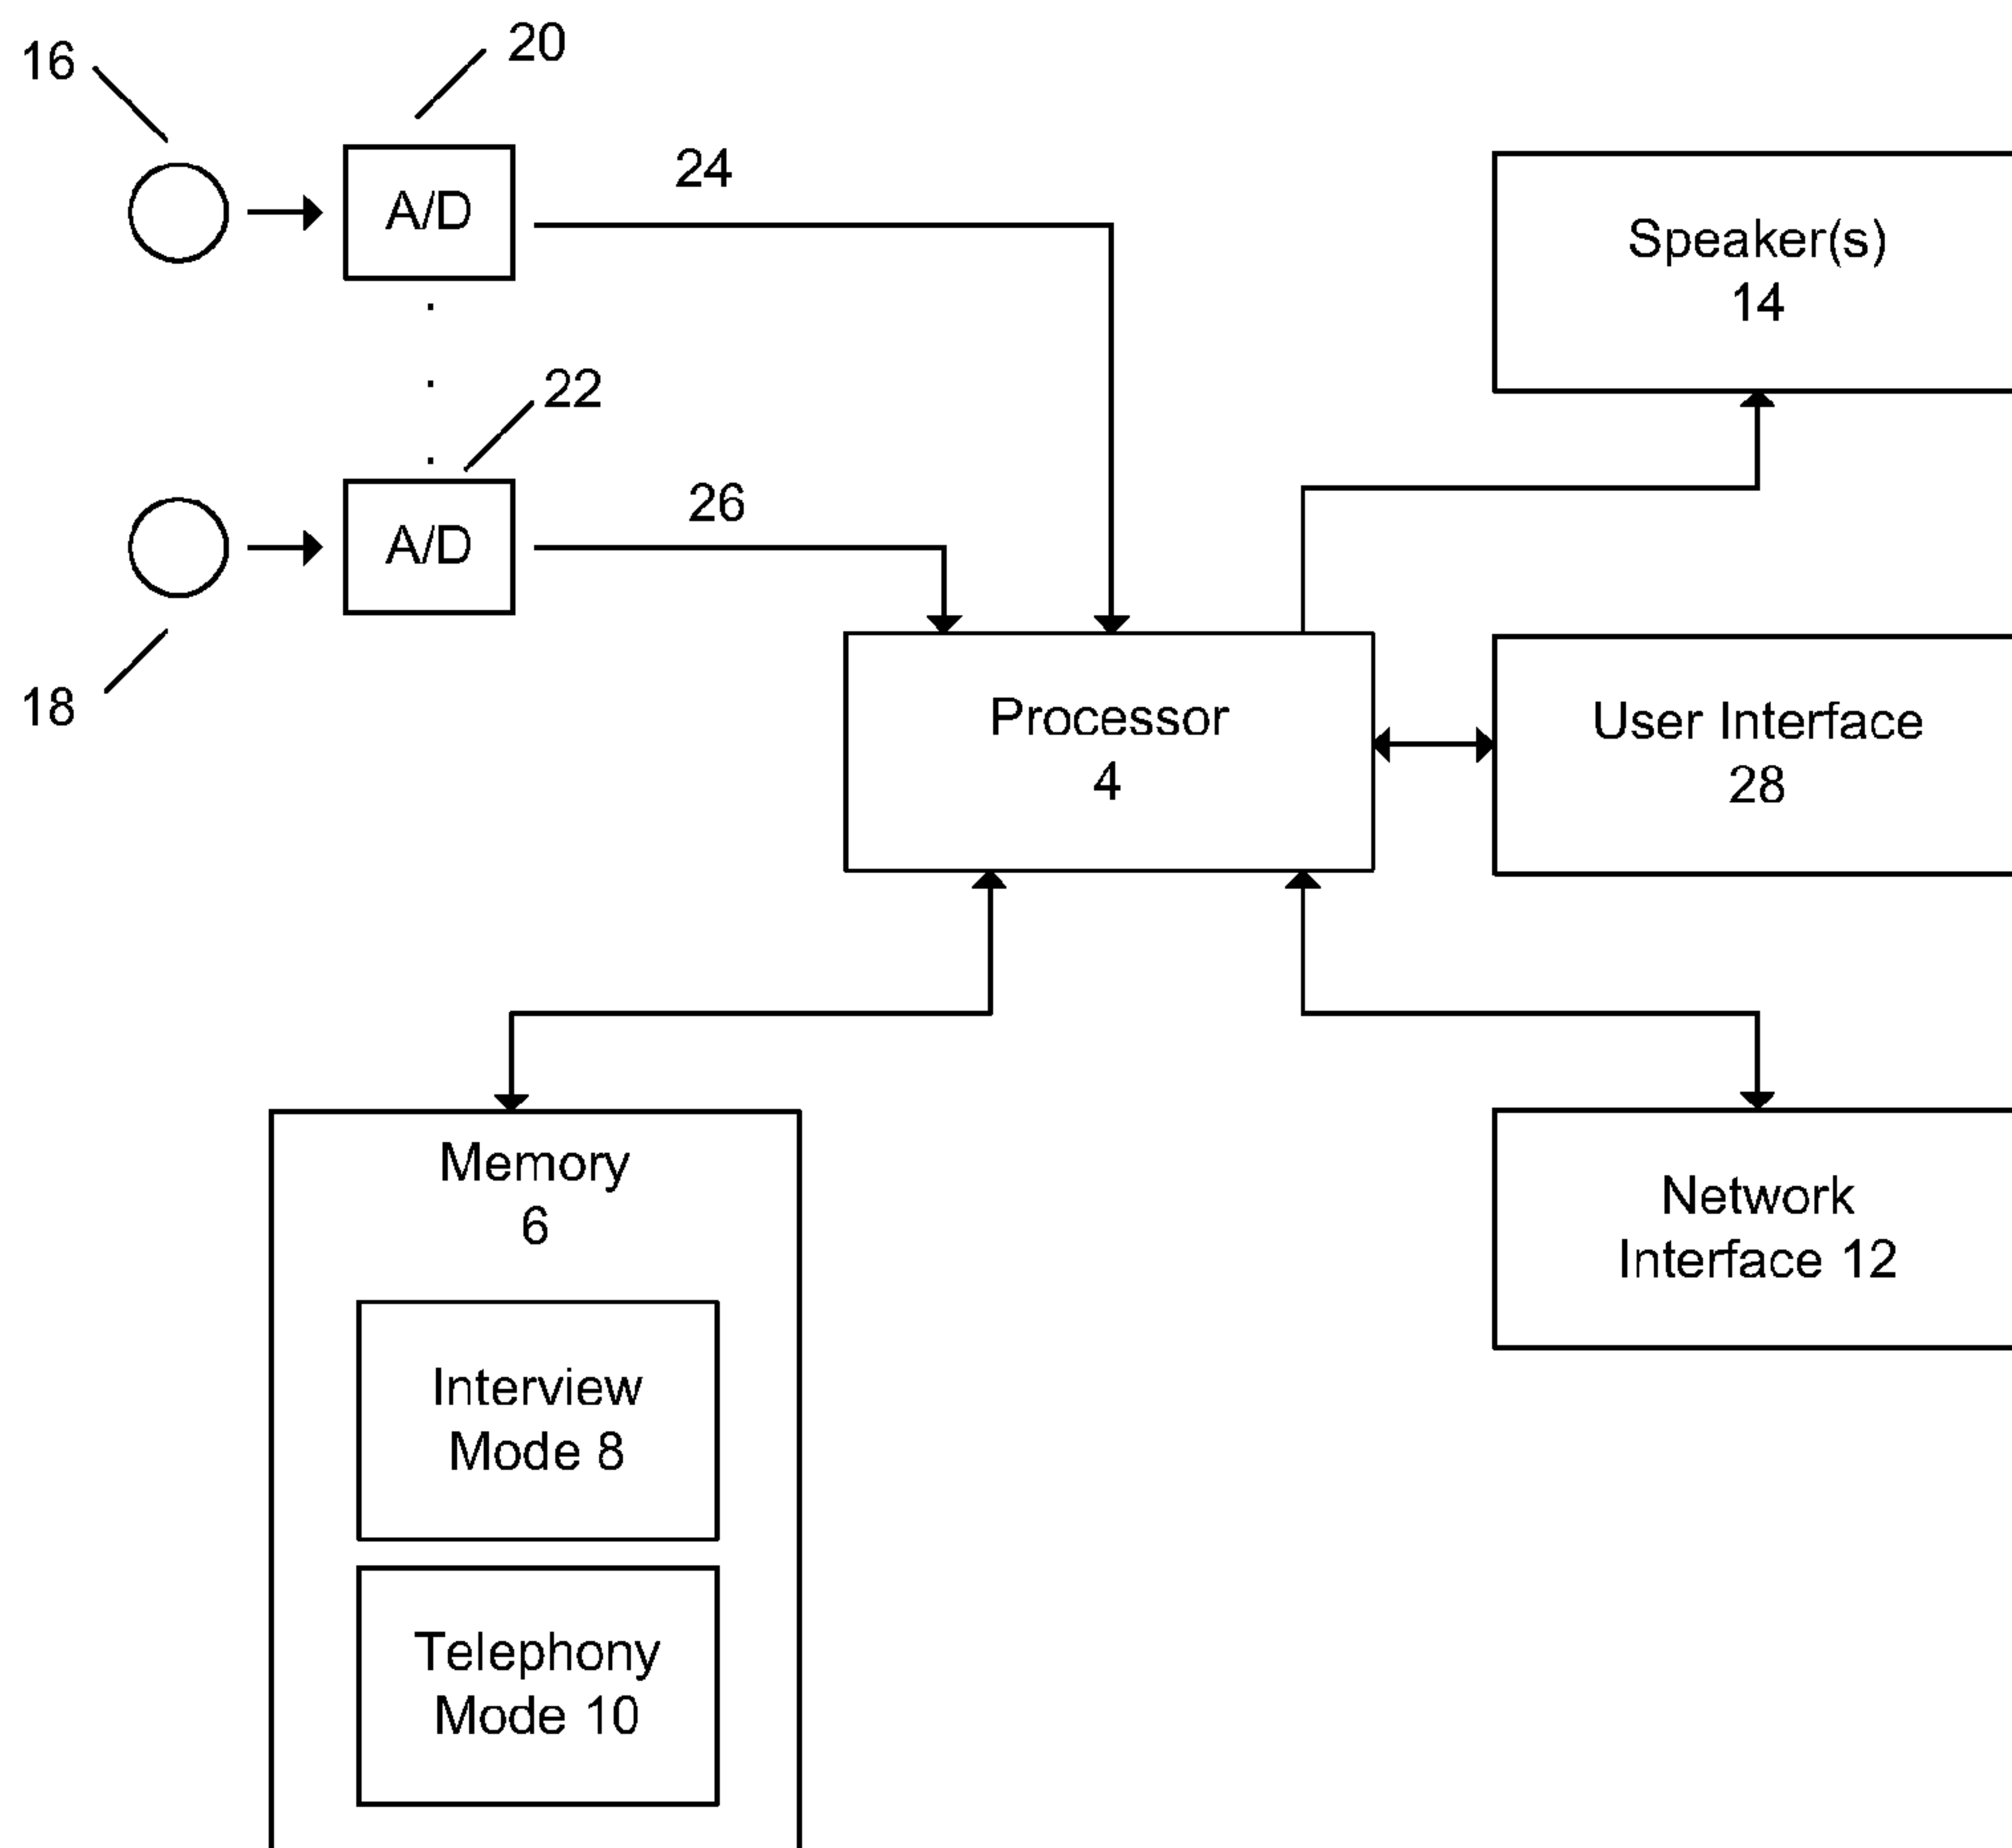 16
20
A/D
24
Speaker(s)
14
22
A/D
26
18
Processor
4
User Interface
28
Memory
6
Network
Interface 12
Interview
Mode 8
Telephony
Mode 10